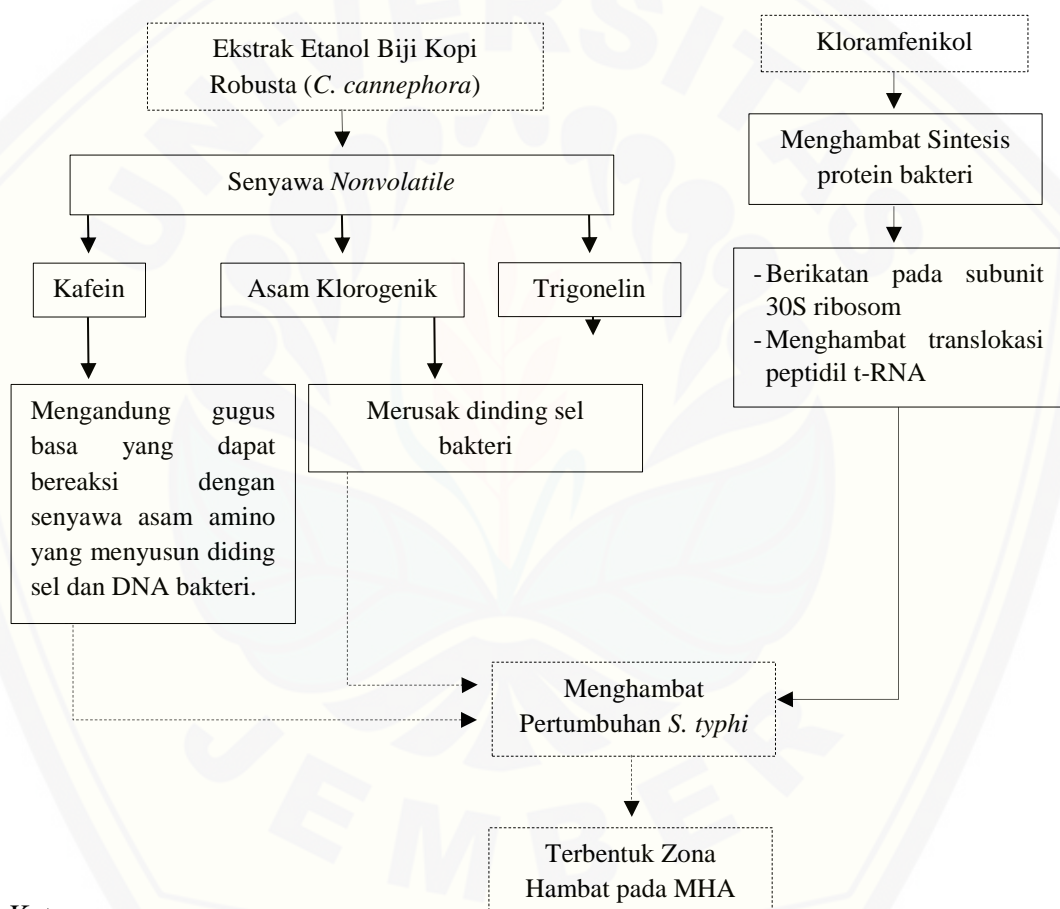 Ekstrak Etanol Biji Kopi
Robusta (C. cannephora)
Kloramfenikol
Menghambat Sintesis
protein bakteri
Senyawa Nonvolatile
Kafein
Asam Klorogenik
Trigonelin
- Berikatan pada subunit
30S ribosom
- Menghambat translokasi
peptidil t-RNA
Mengandung gugus
basa yang dapat
bereaksi dengan
senyawa asam amino
yang menyusun diding
sel dan DNA bakteri.
Merusak dinding sel
bakteri
Menghambat
Pertumbuhan S. typhi
Terbentuk Zona
Hambat pada MHA
UNIVERSITAS
JEMBER